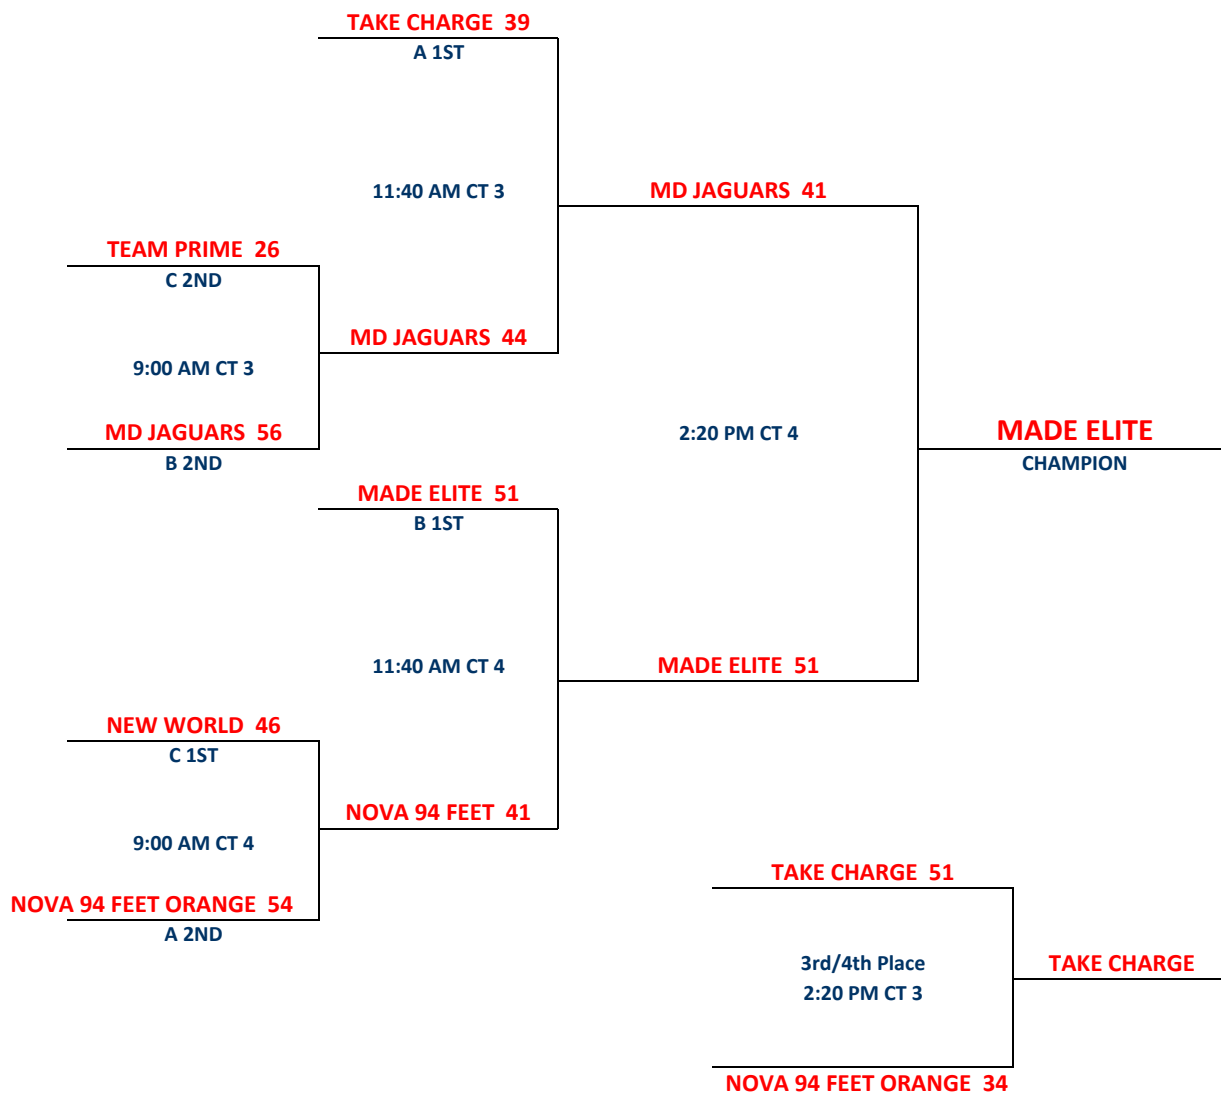 TAKE CHARGE  39
A 1ST
11:40 AM CT 3
MD JAGUARS  41
TEAM PRIME  26
C 2ND
MD JAGUARS  44
9:00 AM CT 3
MD JAGUARS  56
B 2ND
2:20 PM CT 4
MADE ELITE
CHAMPION
MADE ELITE  51
B 1ST
11:40 AM CT 4
MADE ELITE  51
NEW WORLD  46
C 1ST
NOVA 94 FEET  41
9:00 AM CT 4
NOVA 94 FEET ORANGE  54
A 2ND
TAKE CHARGE  51
3rd/4th Place
2:20 PM CT 3
TAKE CHARGE
NOVA 94 FEET ORANGE  34